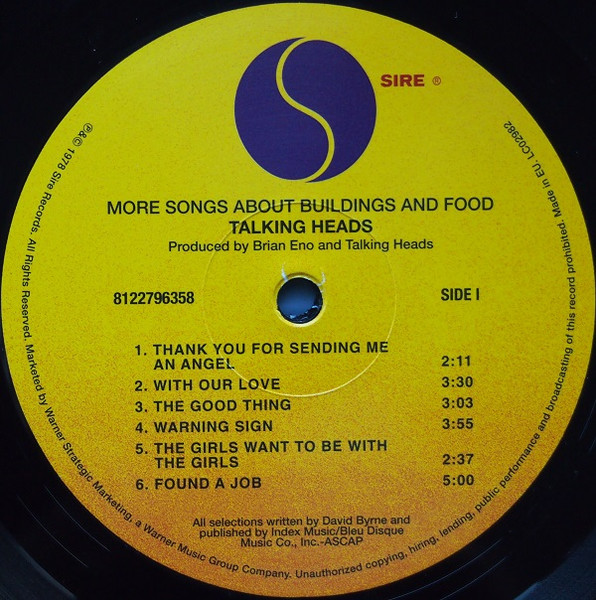 SIRE ®
MORE SONGS ABOUT BUILDINGS AND FOOD
TALKING HEADS
Produced by Brian Eno and Talking Heads
8122796358
SIDE I
1. THANK YOU FOR SENDING ME
AN ANGEL 2:11
2. WITH OUR LOVE 3:30
3. THE GOOD THING 3:03
4. WARNING SIGN 3:55
5. THE GIRLS WANT TO BE WITH
THE GIRLS 2:37
6. FOUND A JOB 5:00
All selections written by David Byrne and
published by Index Music/Bleu Disque
Music Co., Inc.-ASCAP
℗&© 1978 Sire Records. All Rights Reserved. Marketed by Warner Strategic Marketing, a Warner Music Group Company. Unauthorized copying, hiring, lending, public performance and broadcasting of this record prohibited. Made in EU. LC02982